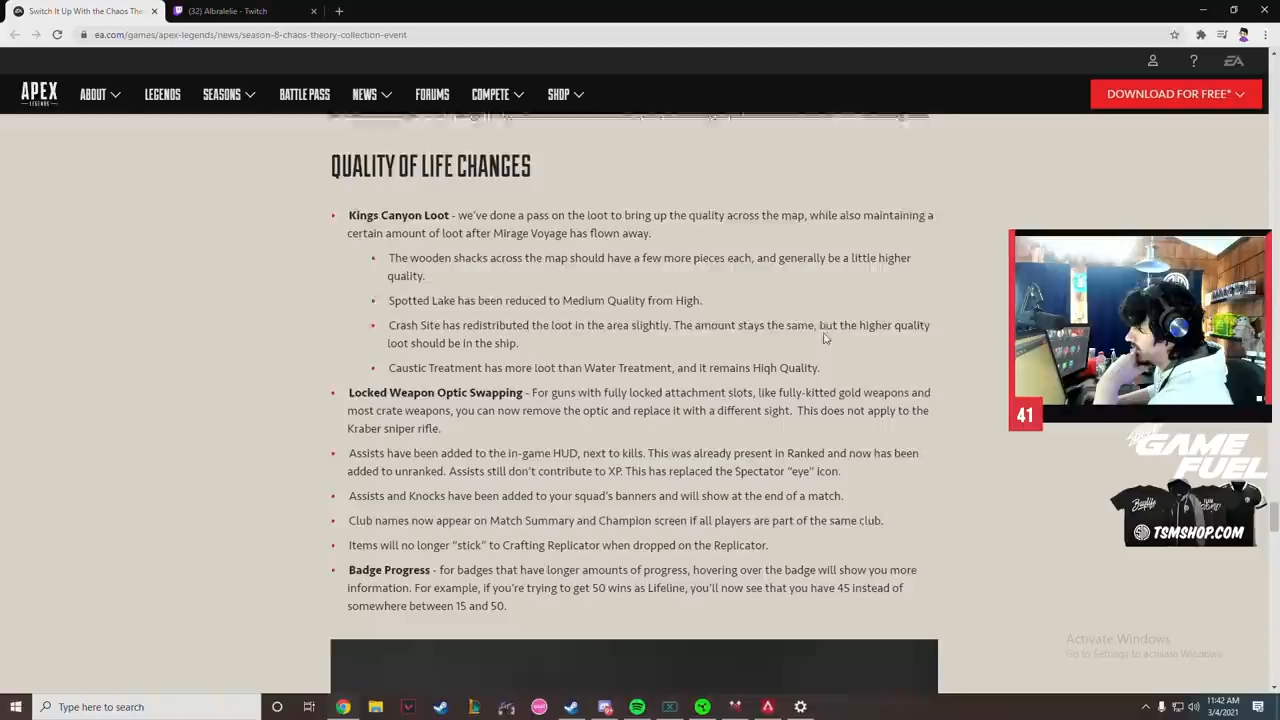 Switch It Up With the Chaos The
(32) Albralelie - Twitch
ea.com/games/apex-legends/news/season-8-chaos-theory-collection-event
EA
APEX
LEGENDS
ABOUT
LEGENDS
SEASONS
BATTLE PASS
NEWS
FORUMS
COMPETE
SHOP
DOWNLOAD FOR FREE*
QUALITY OF LIFE CHANGES
Kings Canyon Loot - we've done a pass on the loot to bring up the quality across the map, while also maintaining a
certain amount of loot after Mirage Voyage has flown away.
The wooden shacks across the map should have a few more pieces each, and generally be a little higher
quality.
Spotted Lake has been reduced to Medium Quality from High.
Crash Site has redistributed the loot in the area slightly. The amount stays the same, but the higher quality
loot should be in the ship.
Caustic Treatment has more loot than Water Treatment, and it remains High Quality.
Locked Weapon Optic Swapping - For guns with fully locked attachment slots, like fully-kitted gold weapons and
most crate weapons, you can now remove the optic and replace it with a different sight. This does not apply to the
Kraber sniper rifle.
Assists have been added to the in-game HUD, next to kills. This was already present in Ranked and now has been
added to unranked. Assists still don't contribute to XP. This has replaced the Spectator “eye” icon.
Assists and Knocks have been added to your squad's banners and will show at the end of a match.
Club names now appear on Match Summary and Champion screen if all players are part of the same club.
Items will no longer “stick” to Crafting Replicator when dropped on the Replicator.
Badge Progress - for badges that have longer amounts of progress, hovering over the badge will show you more
information. For example, if you're trying to get 50 wins as Lifeline, you'll now see that you have 45 instead of
somewhere between 15 and 50.
41
GAME
FUEL
TSMSHOP.COM
Activate Windows
Go to Settings to activate Windows.
Type here to search
11:42 AM
3/4/2021